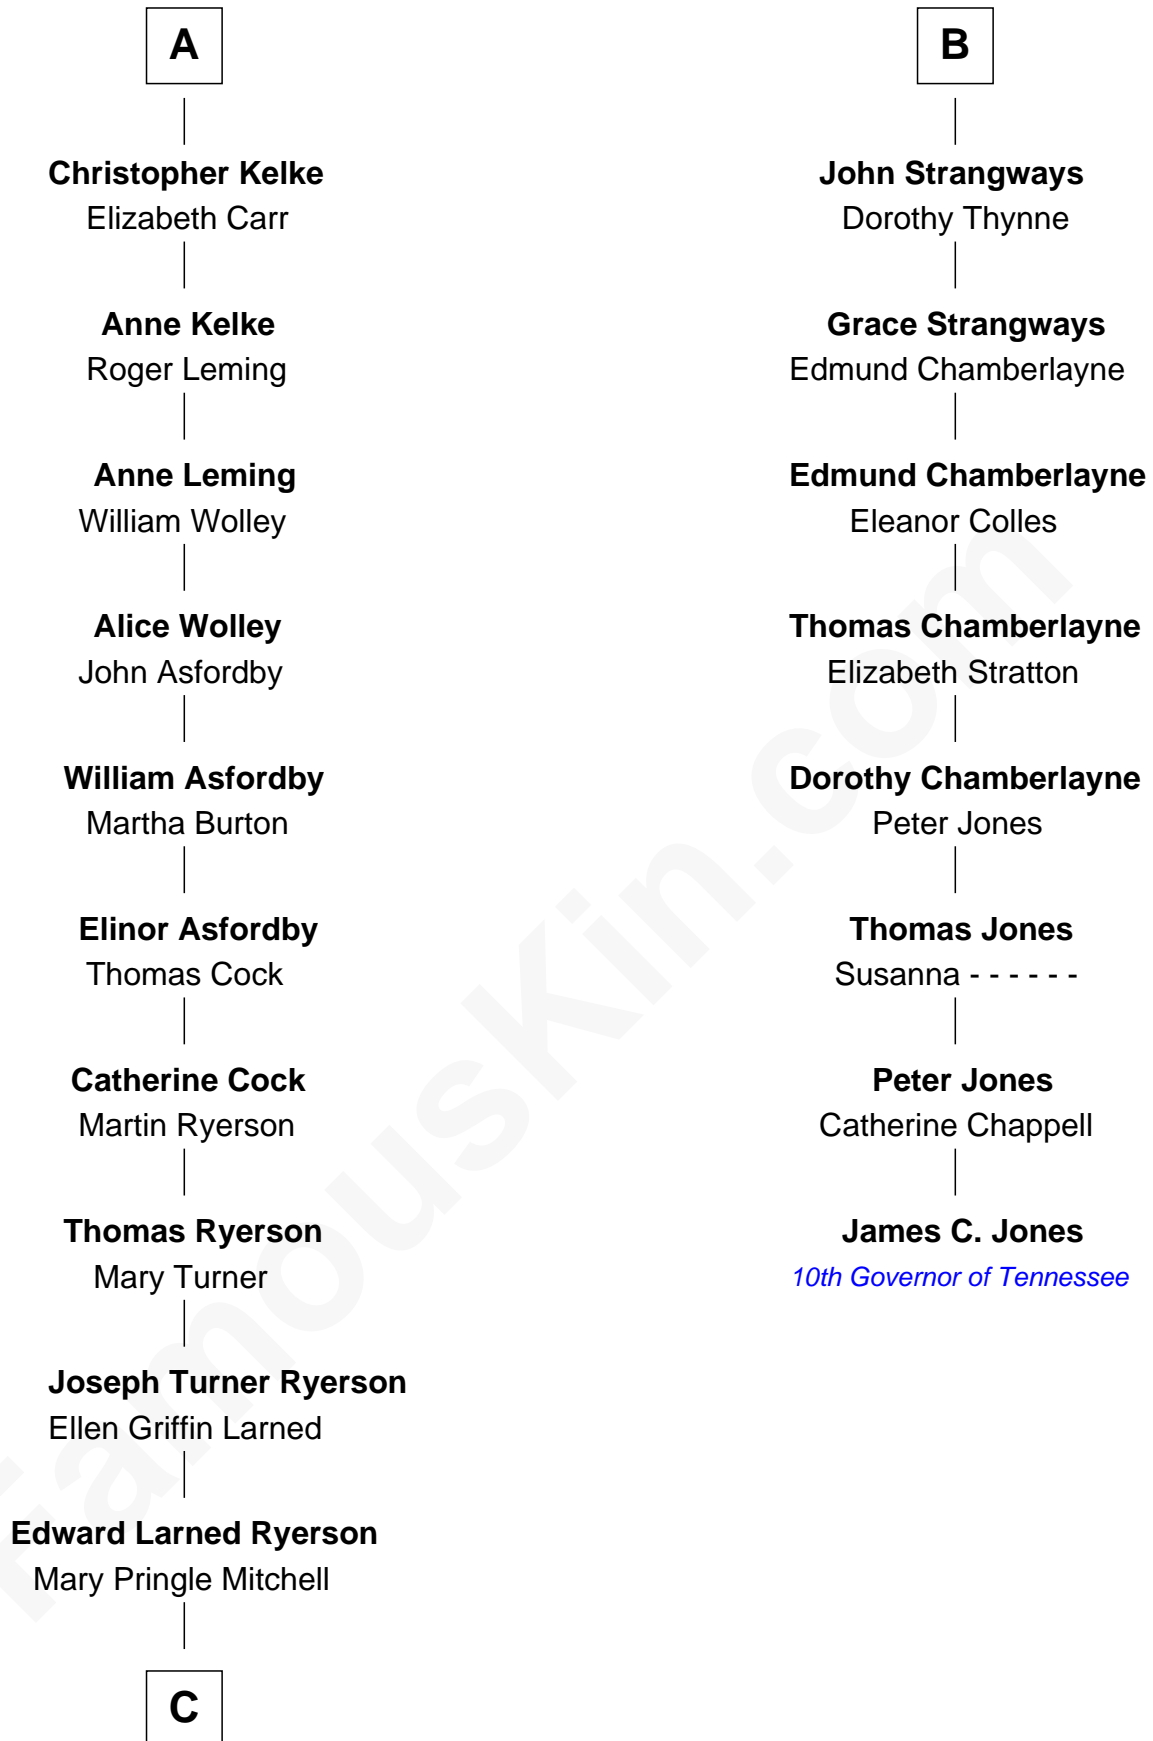 A
Christopher Kelke
Elizabeth Carr
Anne Kelke
Roger Leming
Anne Leming
William Wolley
Alice Wolley
John Asfordby
William Asfordby
Martha Burton
Elinor Asfordby
Thomas Cock
Catherine Cock
Martin Ryerson
Thomas Ryerson
Mary Turner
Joseph Turner Ryerson
Ellen Griffin Larned
Edward Larned Ryerson
Mary Pringle Mitchell
C
B
John Strangways
Dorothy Thynne
Grace Strangways
Edmund Chamberlayne
Edmund Chamberlayne
Eleanor Colles
Thomas Chamberlayne
Elizabeth Stratton
Dorothy Chamberlayne
Peter Jones
Thomas Jones
Susanna - - - - - -
Peter Jones
Catherine Chappell
James C. Jones
10th Governor of Tennessee
FamousKin.com